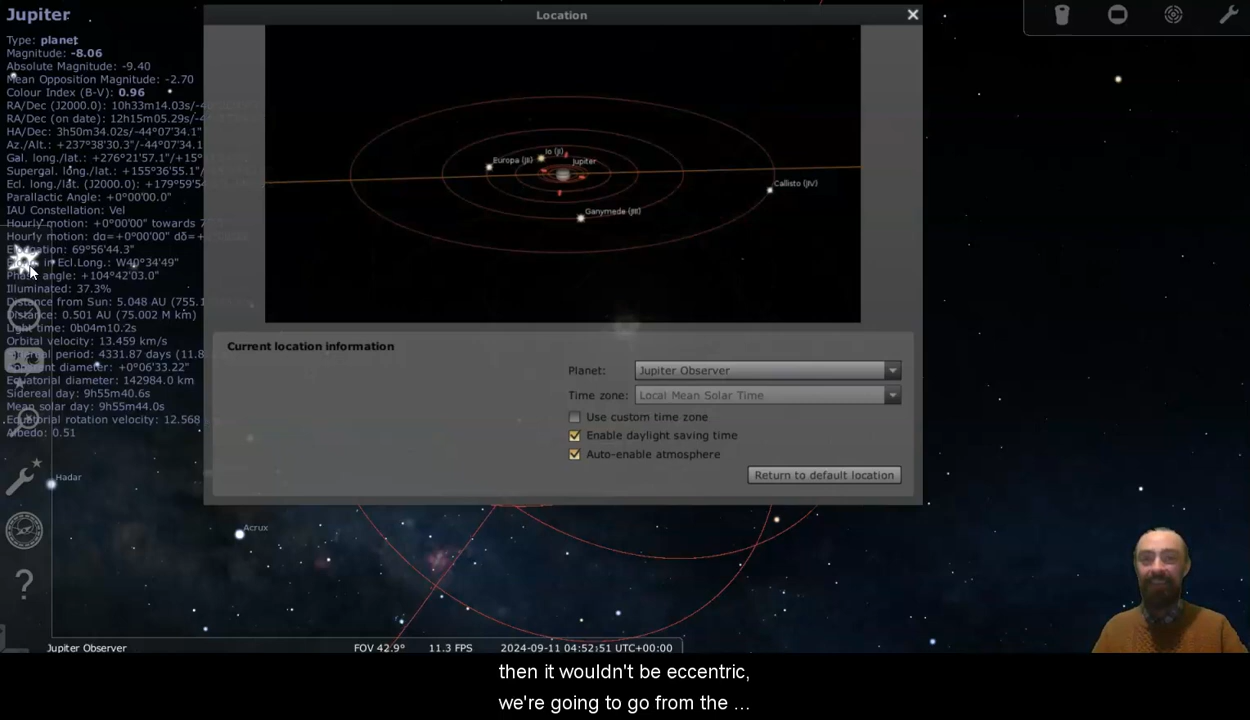 Jupiter
Location
Type: planet
Magnitude: -8.06
Absolute Magnitude: -9.40
Mean Opposition Magnitude: -2.70
Colour Index (B-V): 0.96
RA/Dec (J2000.0): 10h33m14.03s/
RA/Dec (on date): 12h15m05.29s/
HA/Dec: 3h50m34.02s/-44°07'34.1"
Az./Alt.: +237°38'30.3"/-44°07'34.1
Gal. long./lat.: +276°21'57.1"/+15°
Supergal. long./lat.: +155°36'55.1"
Ecl. long./lat. (J2000.0): +179°59'5
Parallactic Angle: +0°00'00.0"
IAU Constellation: Vel
Hourly motion: +0°00'00" towards
Hourly motion: dα=+0°00'00" dδ=+
69°56'44.3"
in Ecl.Long.: W40°34'49"
Phase angle: +104°42'03.0"
Illuminated: 37.3%
Distance from Sun: 5.048 AU (755.1
Distance: 0.501 AU (75.002 M km)
Light time: 0h04m10.2s
Orbital velocity: 13.459 km/s
Sidereal period: 4331.87 days (11.8
diameter: +0°06'33.22"
Equatorial diameter: 142984.0 km
Sidereal day: 9h55m40.6s
Mean solar day: 9h55m44.0s
Equatorial rotation velocity: 12.568
Albedo: 0.51
Io (JI)
Europa (JII)
Jupiter
Callisto (JIV)
Ganymede (JIII)
Current location information
Planet: Jupiter Observer
Time zone: Local Mean Solar Time
Use custom time zone
Enable daylight saving time
Auto-enable atmosphere
Return to default location
Hadar
Acrux
?
Jupiter Observer FOV 42.9° 11.3 FPS 2024-09-11 04:52:51 UTC+00:00
then it wouldn't be eccentric,
we're going to go from the ...